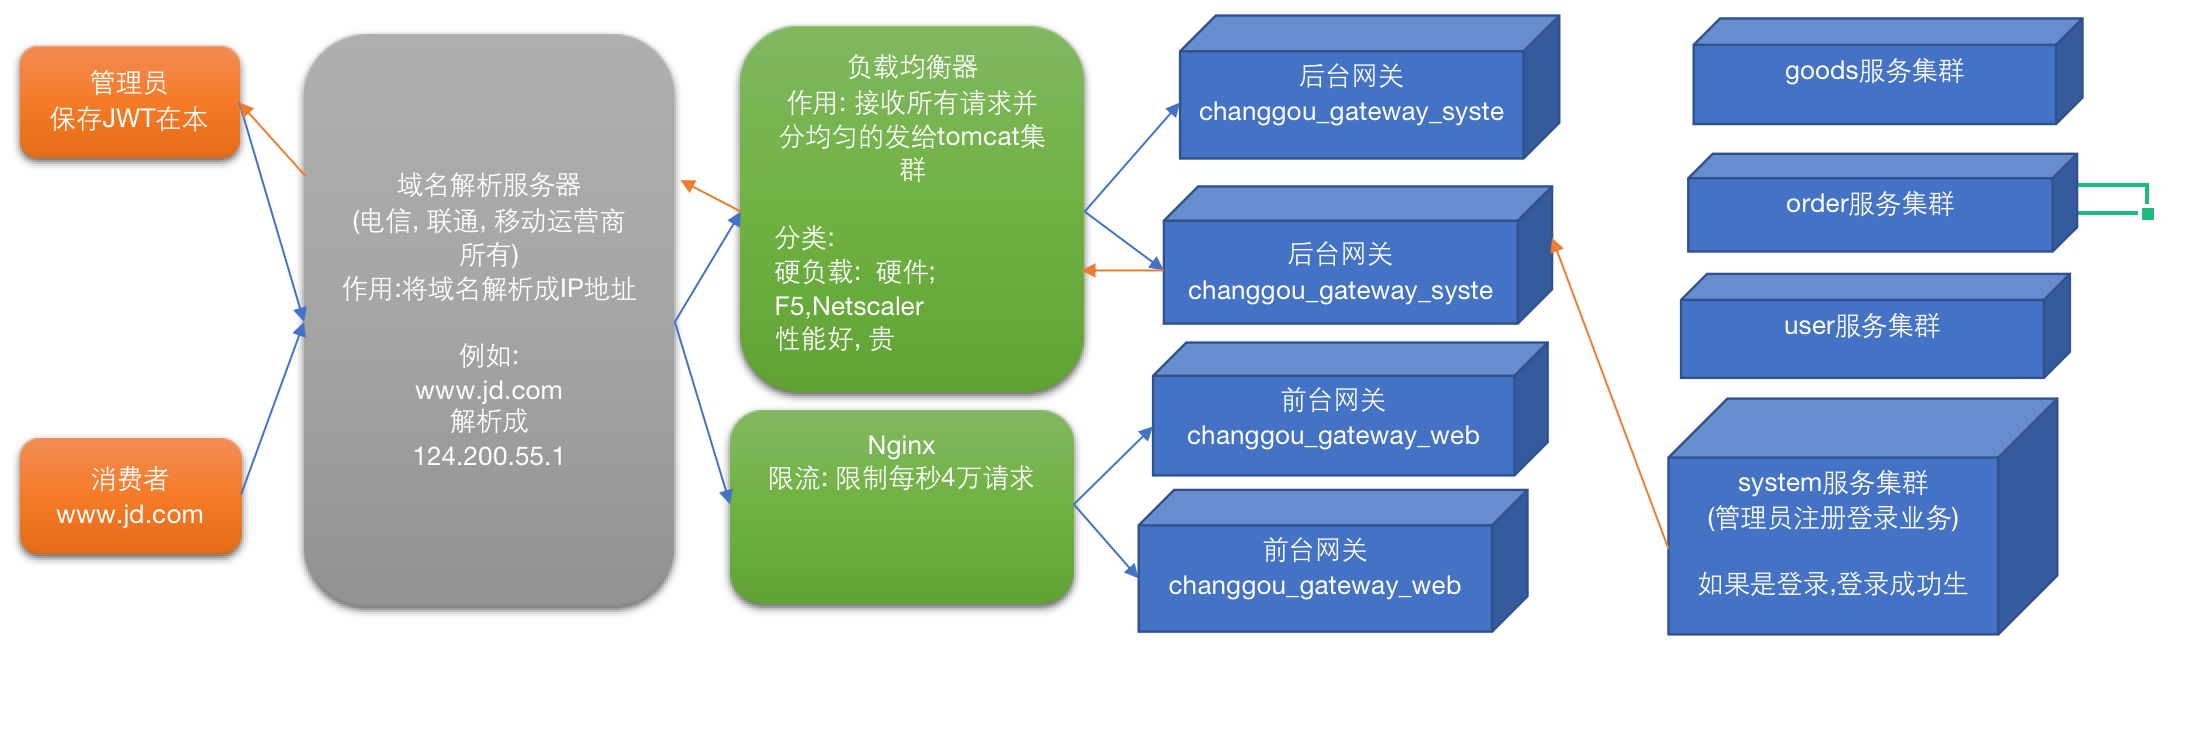 管理员
保存JWT在本
消费者
www.jd.com
域名解析服务器
(电信, 联通, 移动运营商
所有)
作用:将域名解析成IP地址
例如:
www.jd.com
解析成
124.200.55.1
负载均衡器
作用: 接收所有请求并
分均匀的发给tomcat集
群
分类:
硬负载: 硬件;
F5,Netscaler
性能好, 贵
Nginx
限流: 限制每秒4万请求
后台网关
changgou_gateway_syste
后台网关
changgou_gateway_syste
前台网关
changgou_gateway_web
前台网关
changgou_gateway_web
goods服务集群
order服务集群
user服务集群
system服务集群
(管理员注册登录业务)
如果是登录,登录成功生